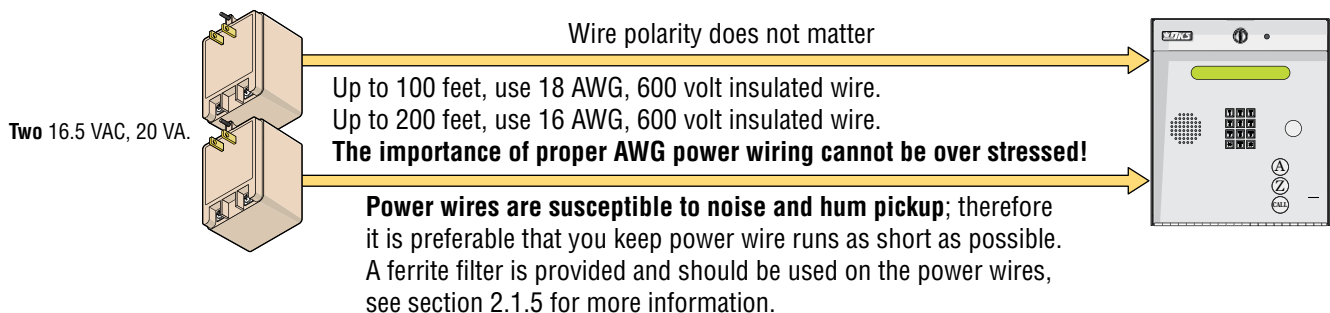 Wire polarity does not matter
Up to 100 feet, use 18 AWG, 600 volt insulated wire.
Up to 200 feet, use 16 AWG, 600 volt insulated wire.
Two 16.5 VAC, 20 VA.
The importance of proper AWG power wiring cannot be over stressed!
Power wires are susceptible to noise and hum pickup; therefore
it is preferable that you keep power wire runs as short as possible.
A ferrite filter is provided and should be used on the power wires,
see section 2.1.5 for more information.
A
Z
CALL